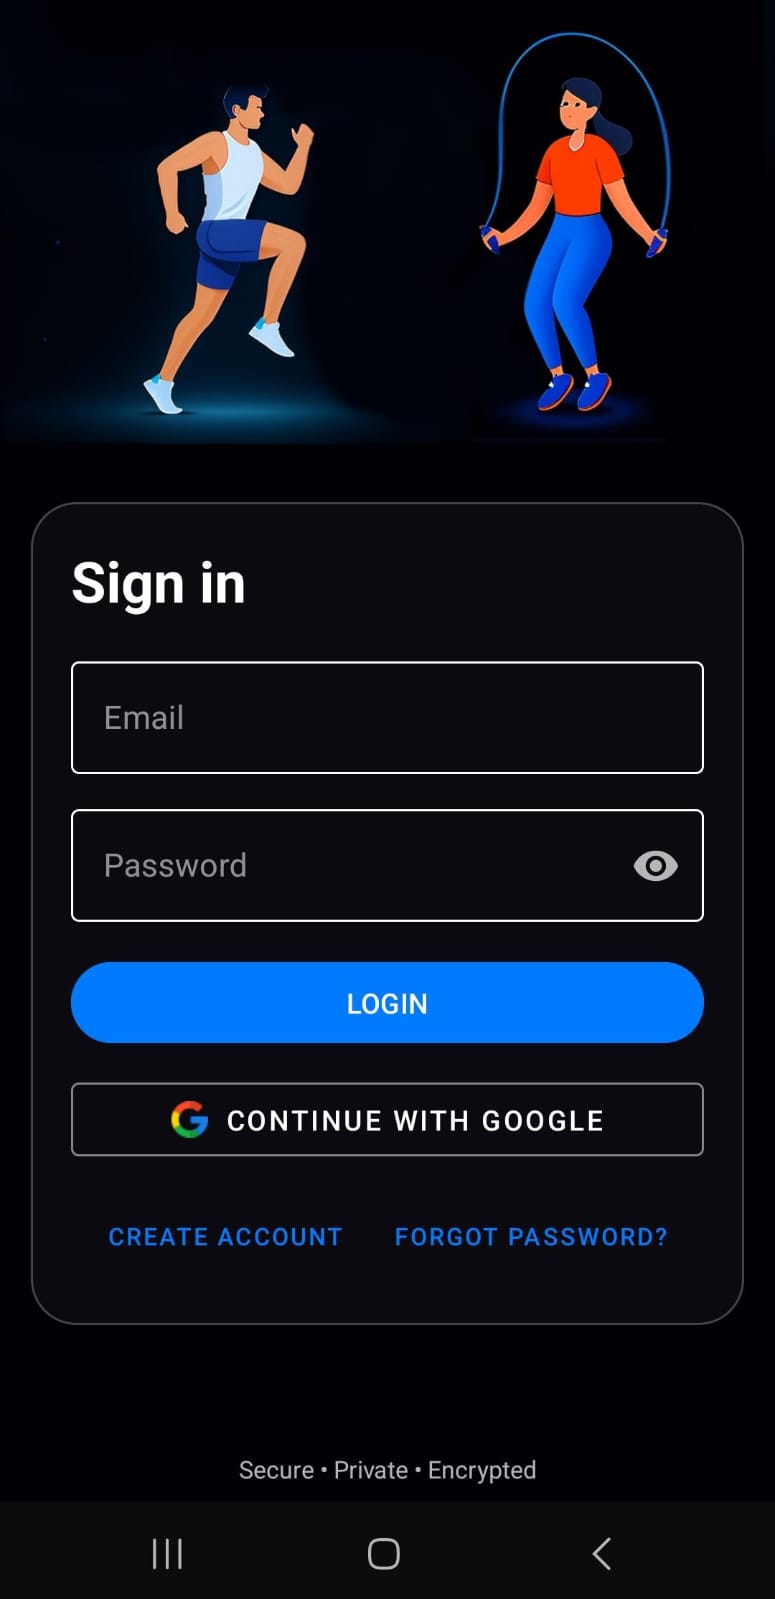 Sign in
Email
Password
LOGIN
CONTINUE WITH GOOGLE
CREATE ACCOUNT FORGOT PASSWORD?
Secure • Private • Encrypted